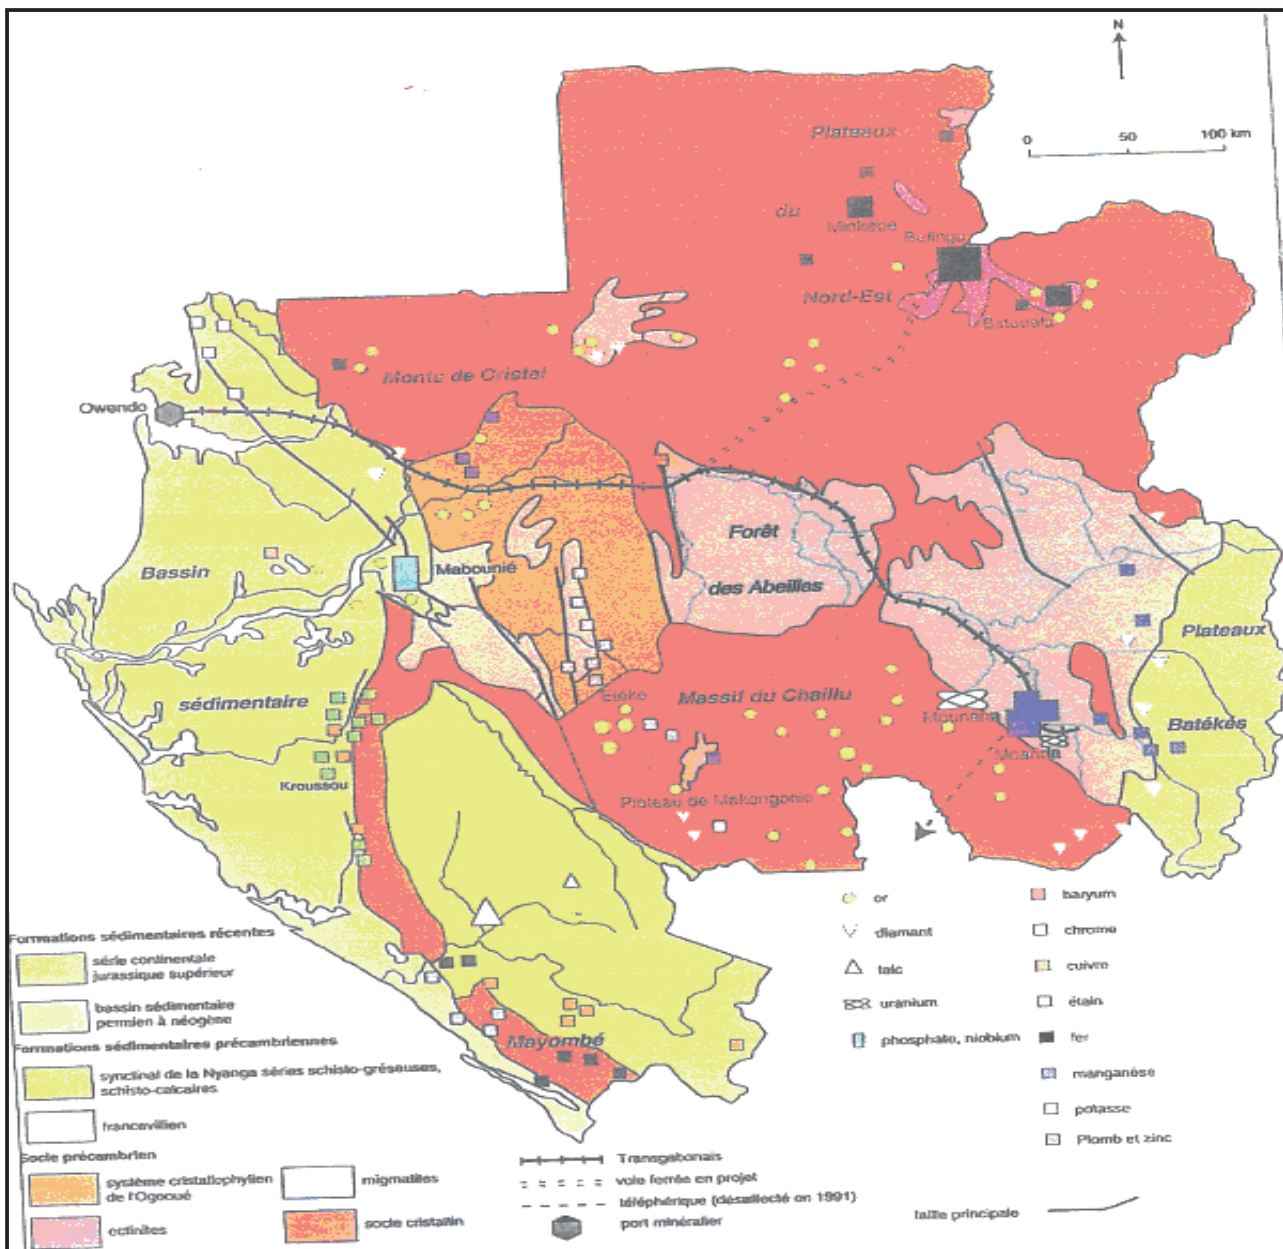 N
0 50 100 km
Plateaux
du
Minkébé
Bélinga
Nord-Est
Batouala
Monts de Cristal
Owendo
Bassin
Mabounié
Forêt
des Abeilles
Plateaux
sédimentaire
Etéké
Massif du Chaillu
Mounana
Batékés
Moanda
Kroussou
Plateau de Makongonio
Mayombé
Formations sédimentaires récentes
série continentale
jurassique supérieur
bassin sédimentaire
permien à néogène
Formations sédimentaires précambriennes
synclinal de la Nyanga séries schisto-gréseuses,
schisto-calcaires
francevillien
Socle précambrien
système cristallophylien
de l'Ogooué
ectinites
migmatites
socle cristallin
Transgabonais
voie ferrée en projet
téléphérique (désaffecté en 1991)
port minéralier
faille principale
or
diamant
talc
uranium
phosphate, niobium
baryum
chrome
cuivre
étain
fer
manganèse
potasse
Plomb et zinc